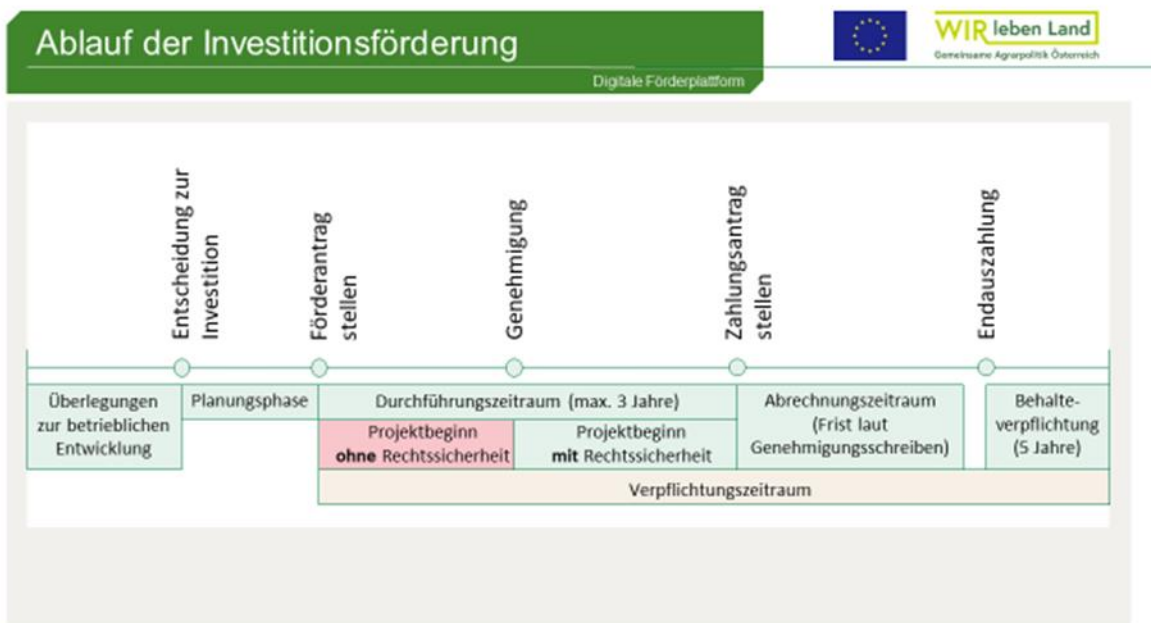 Ablauf der Investitionsförderung
Digitale Förderplattform
WIR leben Land
Gemeinsame Agrarpolitik Österreich
Entscheidung zur
Investition
Förderantrag
stellen
Genehmigung
Zahlungsantrag
stellen
Endauszahlung
Überlegungen
zur betrieblichen
Entwicklung
Planungsphase
Durchführungszeitraum (max. 3 Jahre)
Projektbeginn
ohne Rechtssicherheit
Projektbeginn
mit Rechtssicherheit
Abrechnungszeitraum
(Frist laut
Genehmigungsschreiben)
Behalte-
verpflichtung
(5 Jahre)
Verpflichtungszeitraum